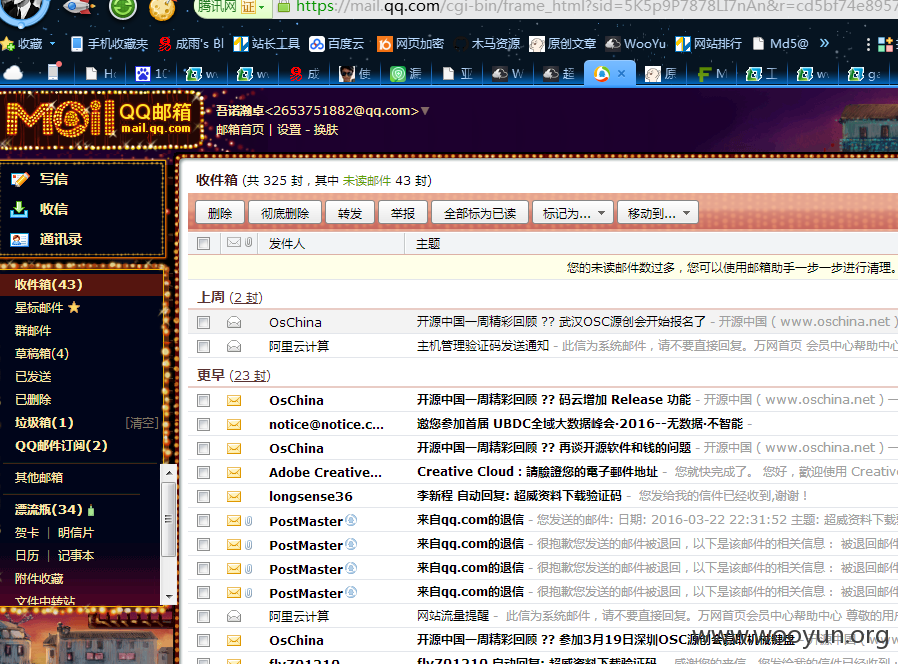 腾讯网 证 https://mail.qq.com/cgi-bin/frame_html?sid=5K5p9P7878LI7nAn&r=cd5bf74e8957
收藏 手机收藏夹 成雨's Bl 站长工具 百度云 网页加密 木马资源 原创文章 WooYu 网站排行 Md5@ »
成 使 漏 亚 W 超 原 M 工 w ga
Mail QQ邮箱
mail.qq.com
吾诺瀚卓<2653751882@qq.com>
邮箱首页 | 设置 - 换肤
写信
收信
通讯录
收件箱(43)
星标邮件
群邮件
草稿箱(4)
已发送
已删除
垃圾箱(1) [清空]
QQ邮件订阅(2)
其他邮箱
漂流瓶(34)
贺卡 | 明信片
日历 | 记事本
附件收藏
文件中转站
收件箱 (共 325 封，其中 未读邮件 43 封)
删除 彻底删除 转发 举报 全部标为已读 标记为... 移动到...
发件人 主题
您的未读邮件数过多，您可以使用邮箱助手一步一步进行清理。
上周 (2 封)
OsChina 开源中国一周精彩回顾 ?? 武汉OSC源创会开始报名了 - 开源中国 ( www.oschina.net )
阿里云计算 主机管理验证码发送通知 - 此信为系统邮件，请不要直接回复。万网首页 会员中心帮助中心
更早 (23 封)
OsChina 开源中国一周精彩回顾 ?? 码云增加 Release 功能 - 开源中国 ( www.oschina.net ) —
notice@notice.c... 邀您参加首届 UBDC全域大数据峰会·2016--无数据·不智能 -
OsChina 开源中国一周精彩回顾 ?? 再谈开源软件和钱的问题 - 开源中国 ( www.oschina.net ) —
Adobe Creative... Creative Cloud：請驗證您的電子郵件地址 - 您就快完成了。 您好，歡迎使用 Creativ
longsense36 李新程 自动回复: 超威资料下载验证码 - 您发给我的信件已经收到,谢谢！
PostMaster 来自qq.com的退信 - 您发送的邮件: 日期: 2016-03-22 22:31:52 主题: 超威资料下载
PostMaster 来自qq.com的退信 - 很抱歉您发送的邮件被退回，以下是该邮件的相关信息： 被退回邮件
PostMaster 来自qq.com的退信 - 很抱歉您发送的邮件被退回，以下是该邮件的相关信息： 被退回邮件
PostMaster 来自qq.com的退信 - 很抱歉您发送的邮件被退回，以下是该邮件的相关信息： 被退回邮件
阿里云计算 网站流量提醒 - 此信为系统邮件，请不要直接回复。万网首页会员中心帮助中心 尊敬的用户
OsChina 开源中国一周精彩回顾 ?? 参加3月19日深圳OSC源创会赢取机械键盘
www.wooyun.org
fly701210 fly701210 自动回复: 超威资料下载验证码 - 感谢您的来信，您发给我的信件已经收到